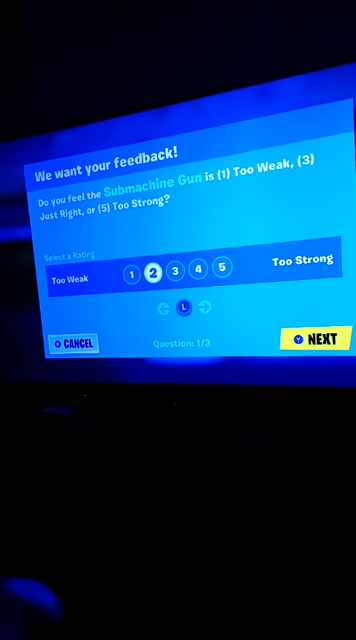 We want your feedback!
Do you feel the Submachine Gun is (1) Too Weak, (3)
Just Right, or (5) Too Strong?
Select a Rating
Too Weak 1 2 3 4 5 Too Strong
L
CANCEL Question: 1/3 Y NEXT